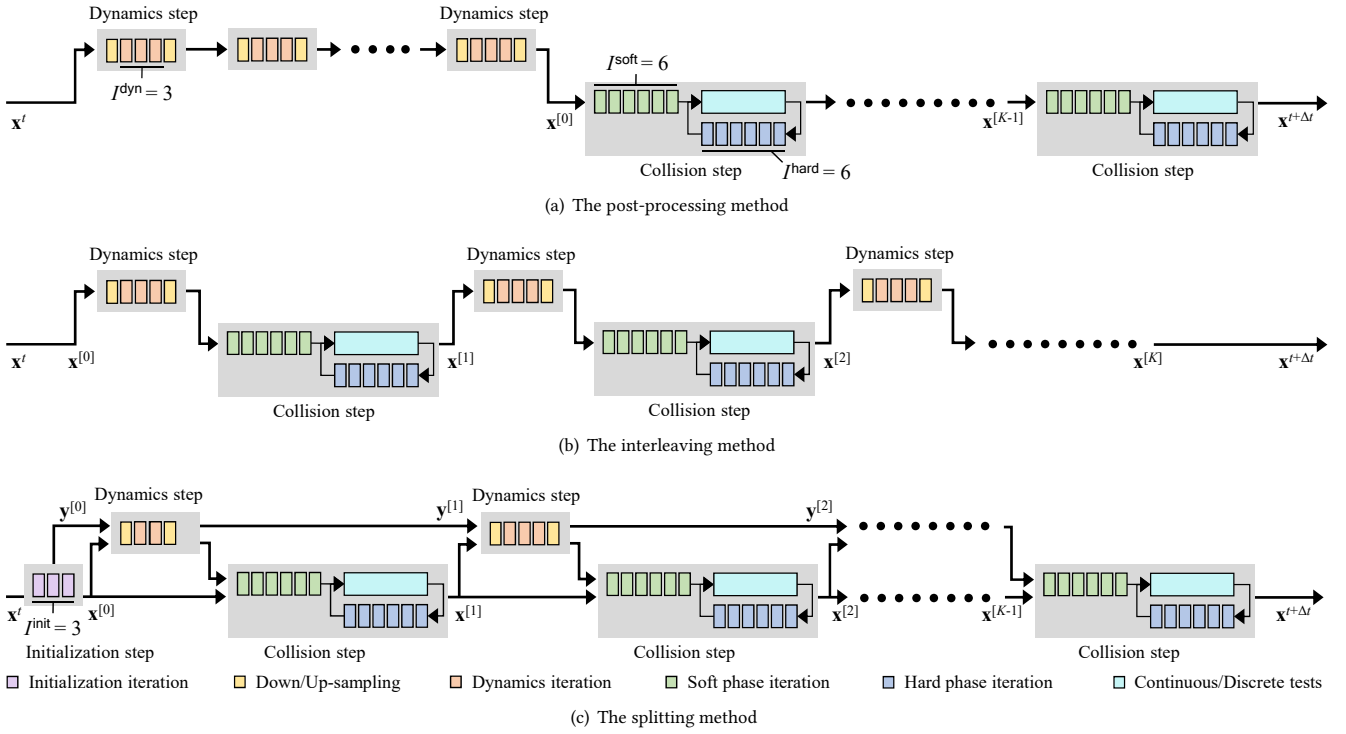 Dynamics step
Dynamics step
I^dyn = 3
I^soft = 6
x^t
x^[0]
x^[K-1]
x^t+Δt
Collision step
I^hard = 6
Collision step
(a) The post-processing method
Dynamics step
Dynamics step
Dynamics step
x^t
x^[0]
x^[1]
x^[2]
x^[K]
x^t+Δt
Collision step
Collision step
(b) The interleaving method
Dynamics step
Dynamics step
y^[0]
y^[1]
y^[2]
x^t
I^init = 3
x^[0]
x^[1]
x^[2]
x^[K-1]
x^t+Δt
Initialization step
Collision step
Collision step
Collision step
Initialization iteration
Down/Up-sampling
Dynamics iteration
Soft phase iteration
Hard phase iteration
Continuous/Discrete tests
(c) The splitting method